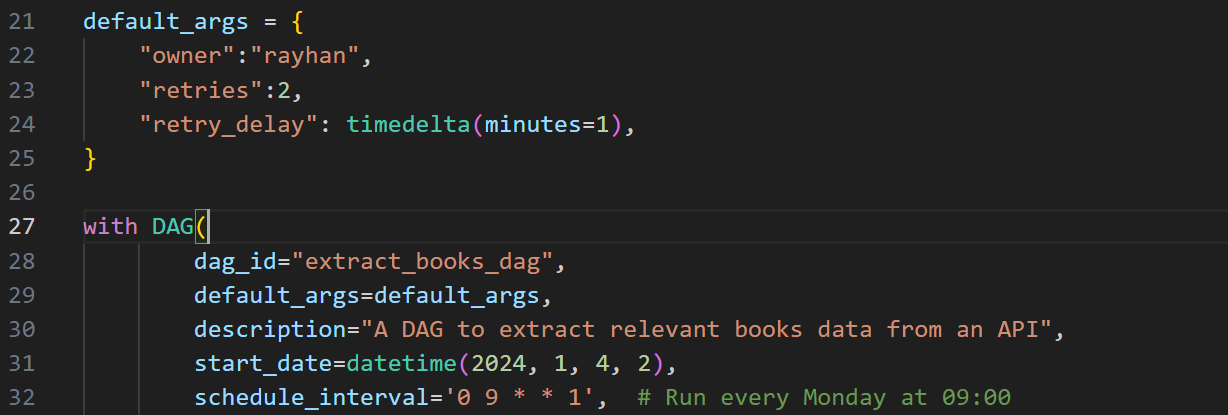 21 default_args = {
22 "owner":"rayhan",
23 "retries":2,
24 "retry_delay": timedelta(minutes=1),
25 }
26
27 with DAG(
28 dag_id="extract_books_dag",
29 default_args=default_args,
30 description="A DAG to extract relevant books data from an API",
31 start_date=datetime(2024, 1, 4, 2),
32 schedule_interval='0 9 * * 1', # Run every Monday at 09:00